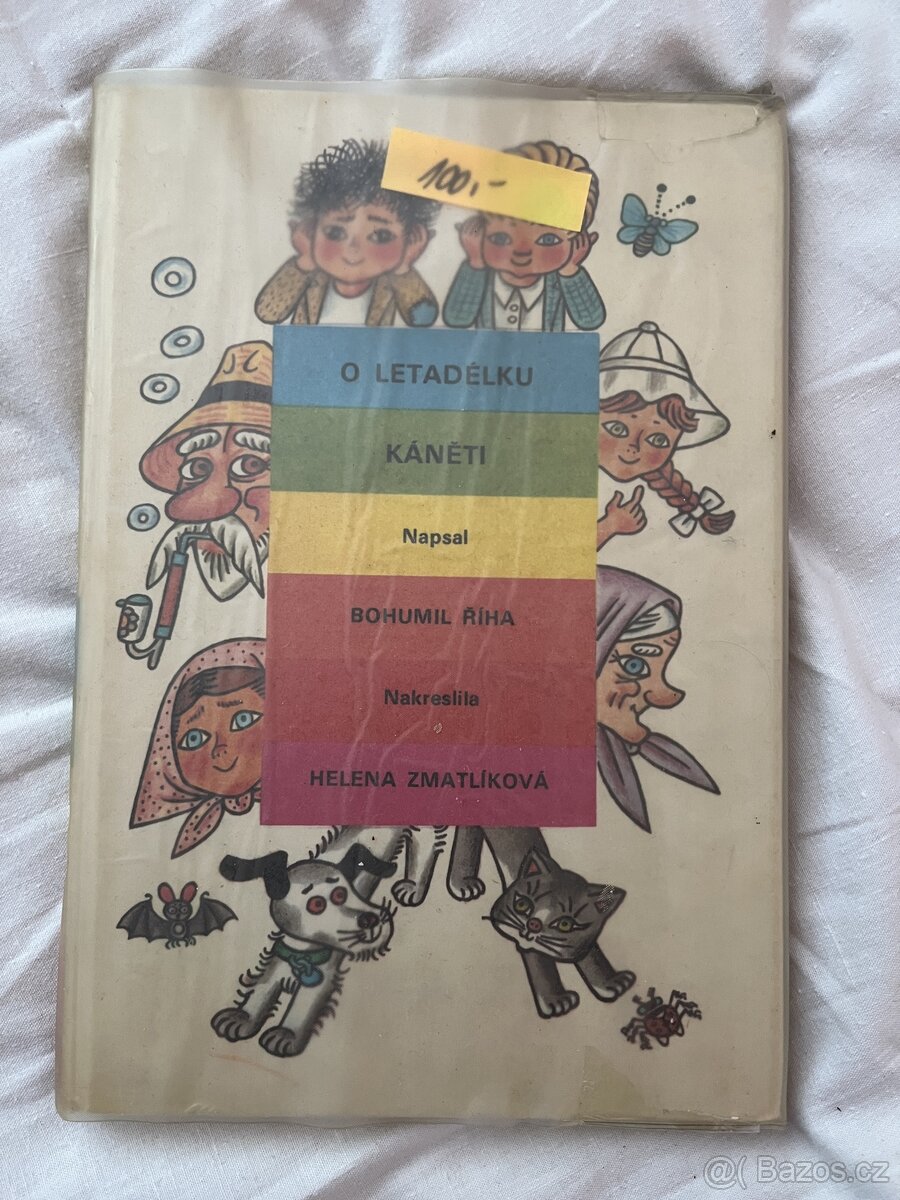 100,-
O LETADÉLKU
KÁNĚTI
Napsal
BOHUMIL ŘÍHA
Nakreslila
HELENA ZMATLÍKOVÁ
@( Bazos.cz